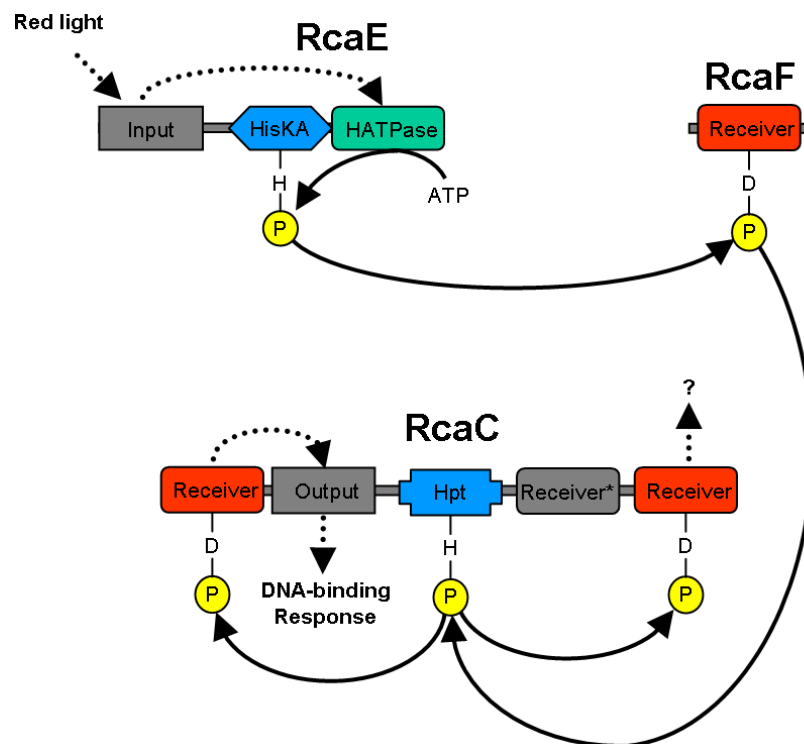 Red light
RcaE
RcaF
Input
HisKA
HATPase
Receiver
H
ATP
D
P
P
?
RcaC
Receiver
Output
Hpt
Receiver*
Receiver
D
H
D
DNA-binding
Response
P
P
P